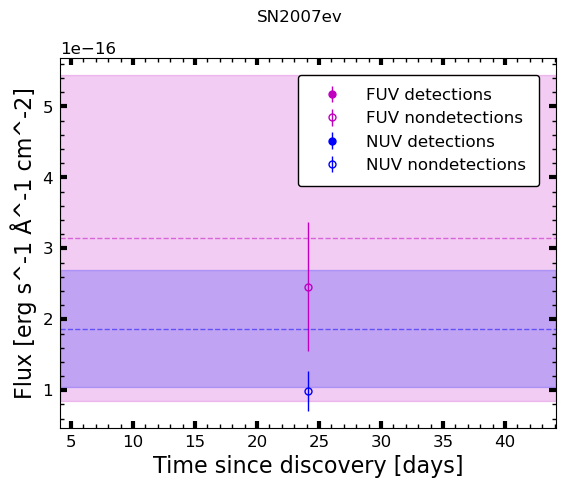 SN2007ev
1e−16
FUV detections
FUV nondetections
NUV detections
NUV nondetections
5
4
3
2
1
Flux [erg s^-1 Å^-1 cm^-2]
5 10 15 20 25 30 35 40
Time since discovery [days]